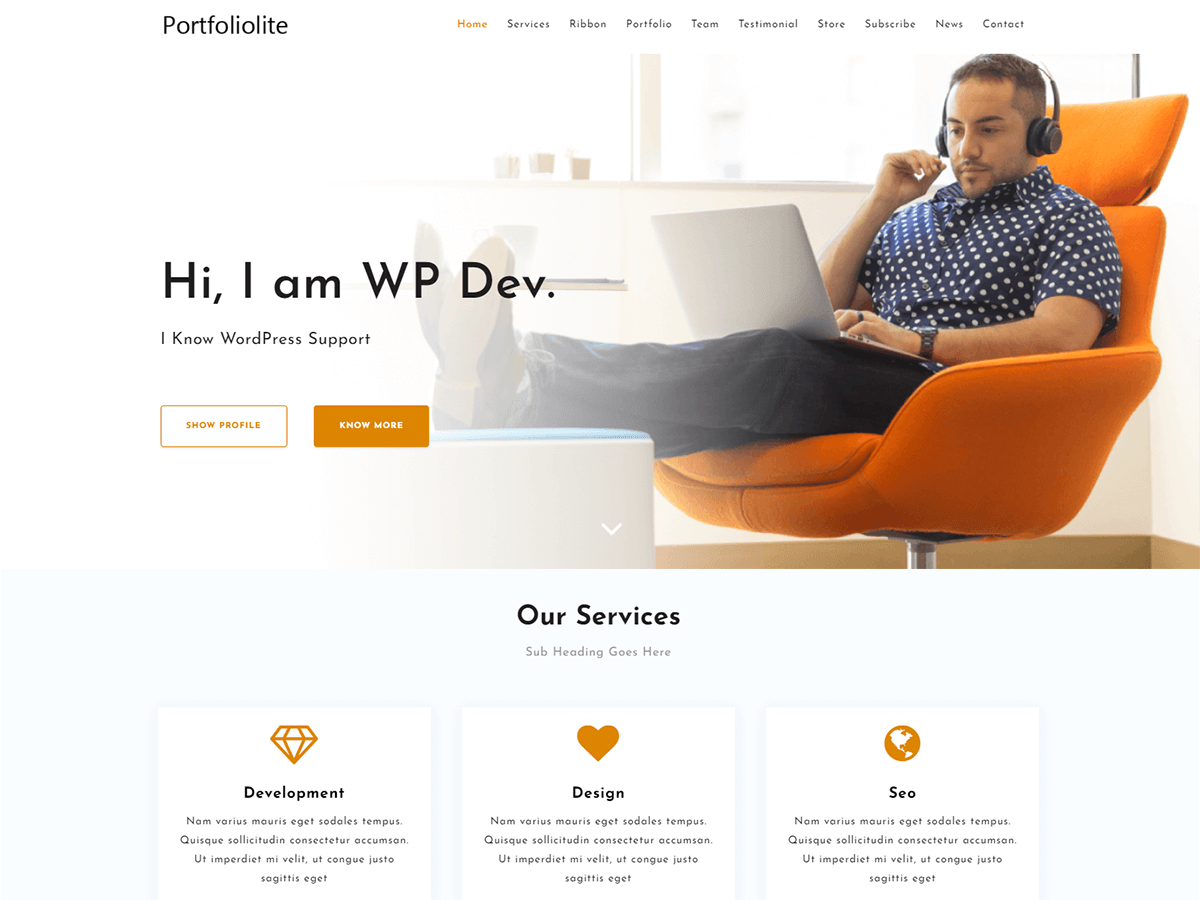 Portfoliolite
Home Services Ribbon Portfolio Team Testimonial Store Subscribe News Contact
Hi, I am WP Dev.
I Know WordPress Support
SHOW PROFILE
KNOW MORE
Our Services
Sub Heading Goes Here
Development
Nam varius mauris eget sodales tempus.
Quisque sollicitudin consectetur accumsan.
Ut imperdiet mi velit, ut congue justo
sagittis eget
Design
Nam varius mauris eget sodales tempus.
Quisque sollicitudin consectetur accumsan.
Ut imperdiet mi velit, ut congue justo
sagittis eget
Seo
Nam varius mauris eget sodales tempus.
Quisque sollicitudin consectetur accumsan.
Ut imperdiet mi velit, ut congue justo
sagittis eget